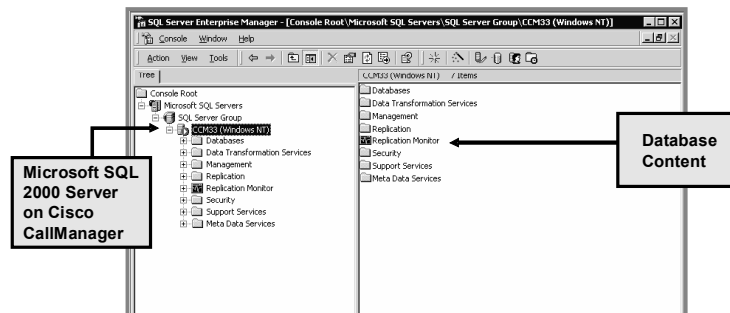 SQL Server Enterprise Manager - [Console Root\Microsoft SQL Servers\SQL Server Group\CCM33 (Windows NT)]
Console Window Help
Action View Tools
Tree
CCM33 (Windows NT) 7 Items
Console Root
Microsoft SQL Servers
SQL Server Group
CCM33 (Windows NT)
Databases
Data Transformation Services
Management
Replication
Replication Monitor
Security
Support Services
Meta Data Services
Databases
Data Transformation Services
Management
Replication
Replication Monitor
Security
Support Services
Meta Data Services
Microsoft SQL
2000 Server
on Cisco
CallManager
Database
Content